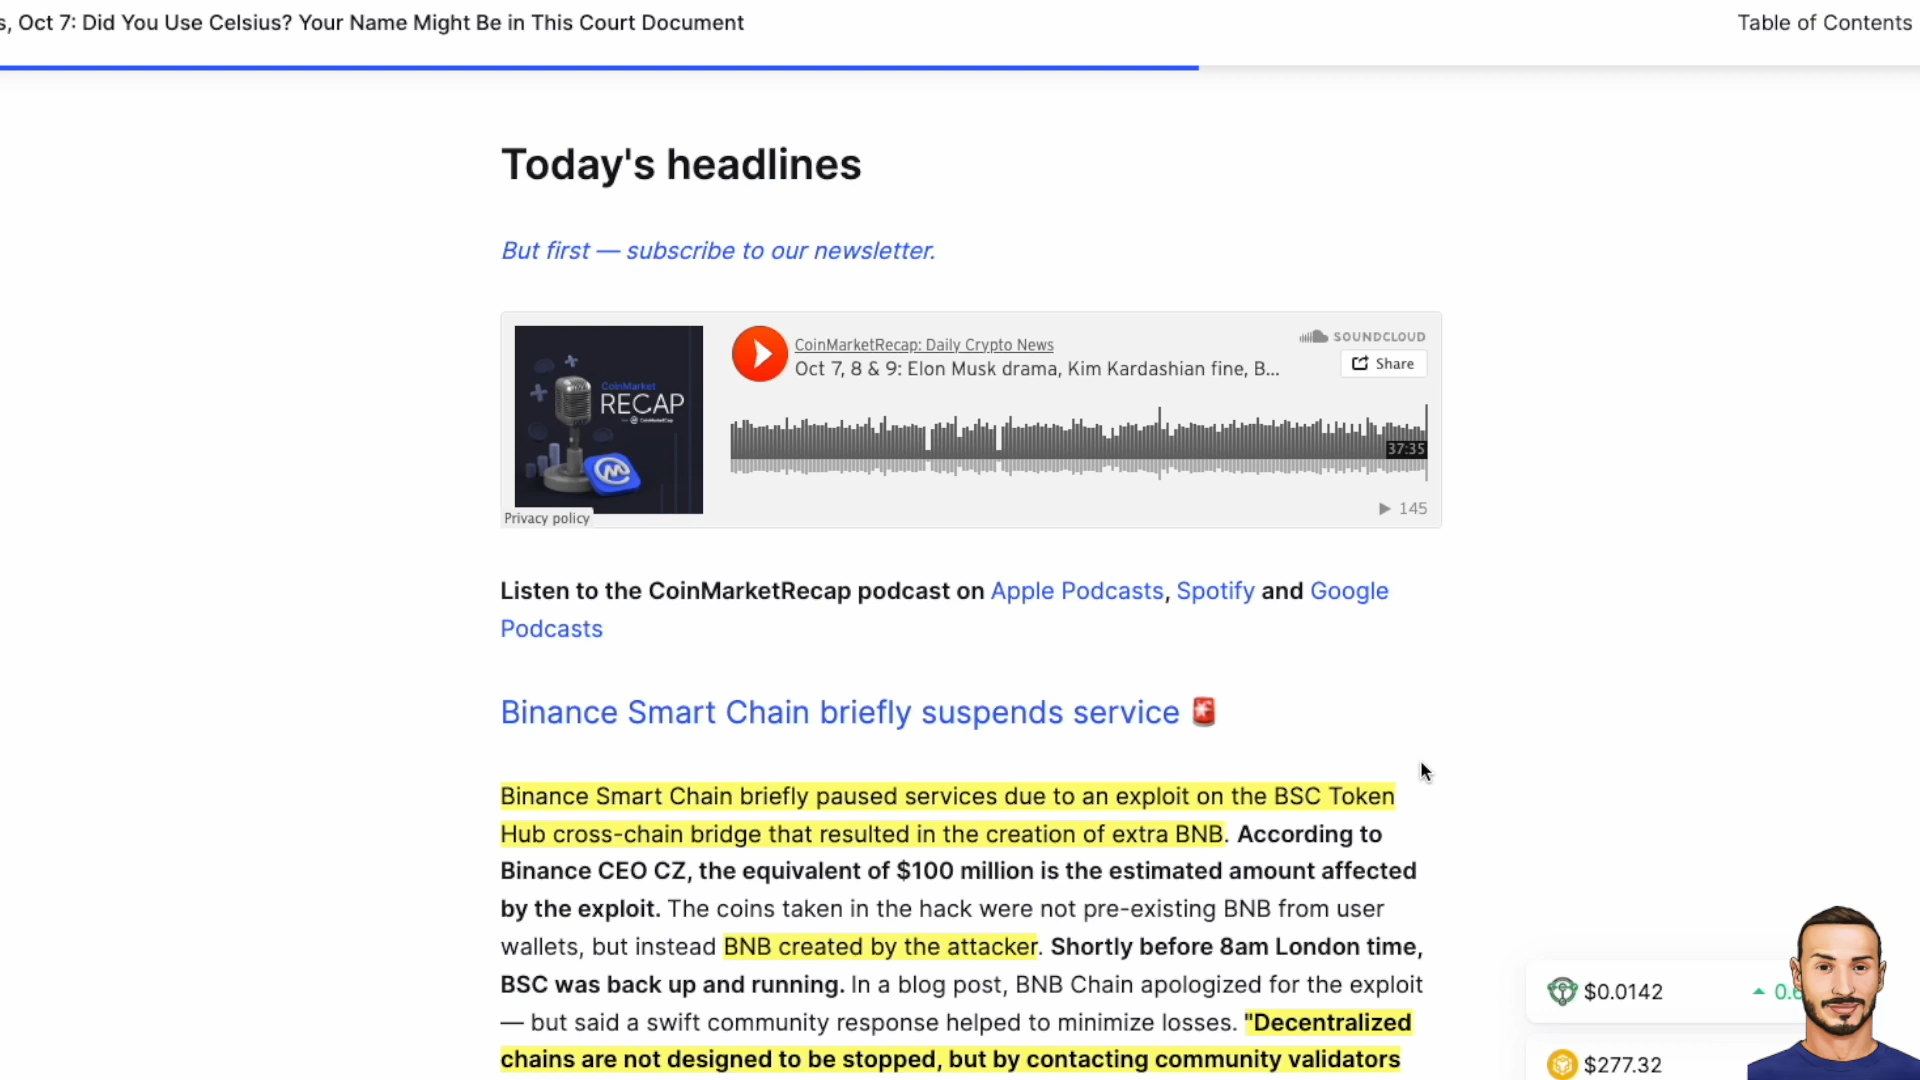 s, Oct 7: Did You Use Celsius? Your Name Might Be in This Court Document
Table of Contents
Today's headlines
But first — subscribe to our newsletter.
CoinMarket
RECAP
CoinMarketCap
Privacy policy
CoinMarketRecap: Daily Crypto News
Oct 7, 8 & 9: Elon Musk drama, Kim Kardashian fine, B...
SOUNDCLOUD
Share
37:35
145
Listen to the CoinMarketRecap podcast on Apple Podcasts, Spotify and Google
Podcasts
Binance Smart Chain briefly suspends service
Binance Smart Chain briefly paused services due to an exploit on the BSC Token
Hub cross-chain bridge that resulted in the creation of extra BNB. According to
Binance CEO CZ, the equivalent of $100 million is the estimated amount affected
by the exploit. The coins taken in the hack were not pre-existing BNB from user
wallets, but instead BNB created by the attacker. Shortly before 8am London time,
BSC was back up and running. In a blog post, BNB Chain apologized for the exploit
— but said a swift community response helped to minimize losses. "Decentralized
chains are not designed to be stopped, but by contacting community validators
$0.0142
$277.32